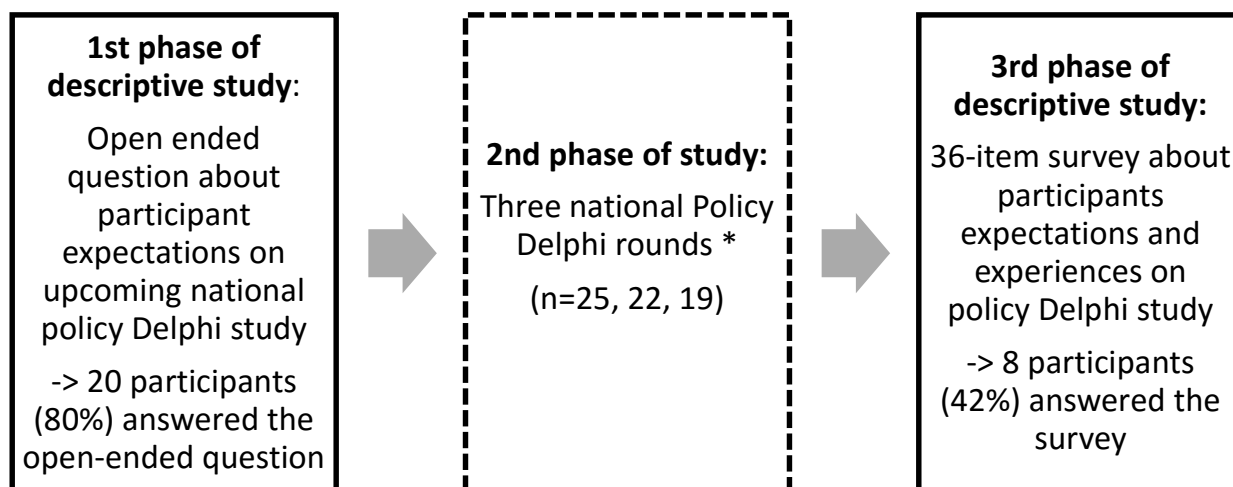 1st phase of
descriptive study:
Open ended
question about
participant
expectations on
upcoming national
policy Delphi study
-> 20 participants
(80%) answered the
open-ended question
2nd phase of study:
Three national Policy
Delphi rounds *
(n=25, 22, 19)
3rd phase of
descriptive study:
36-item survey about
participants
expectations and
experiences on
policy Delphi study
-> 8 participants
(42%) answered the
survey